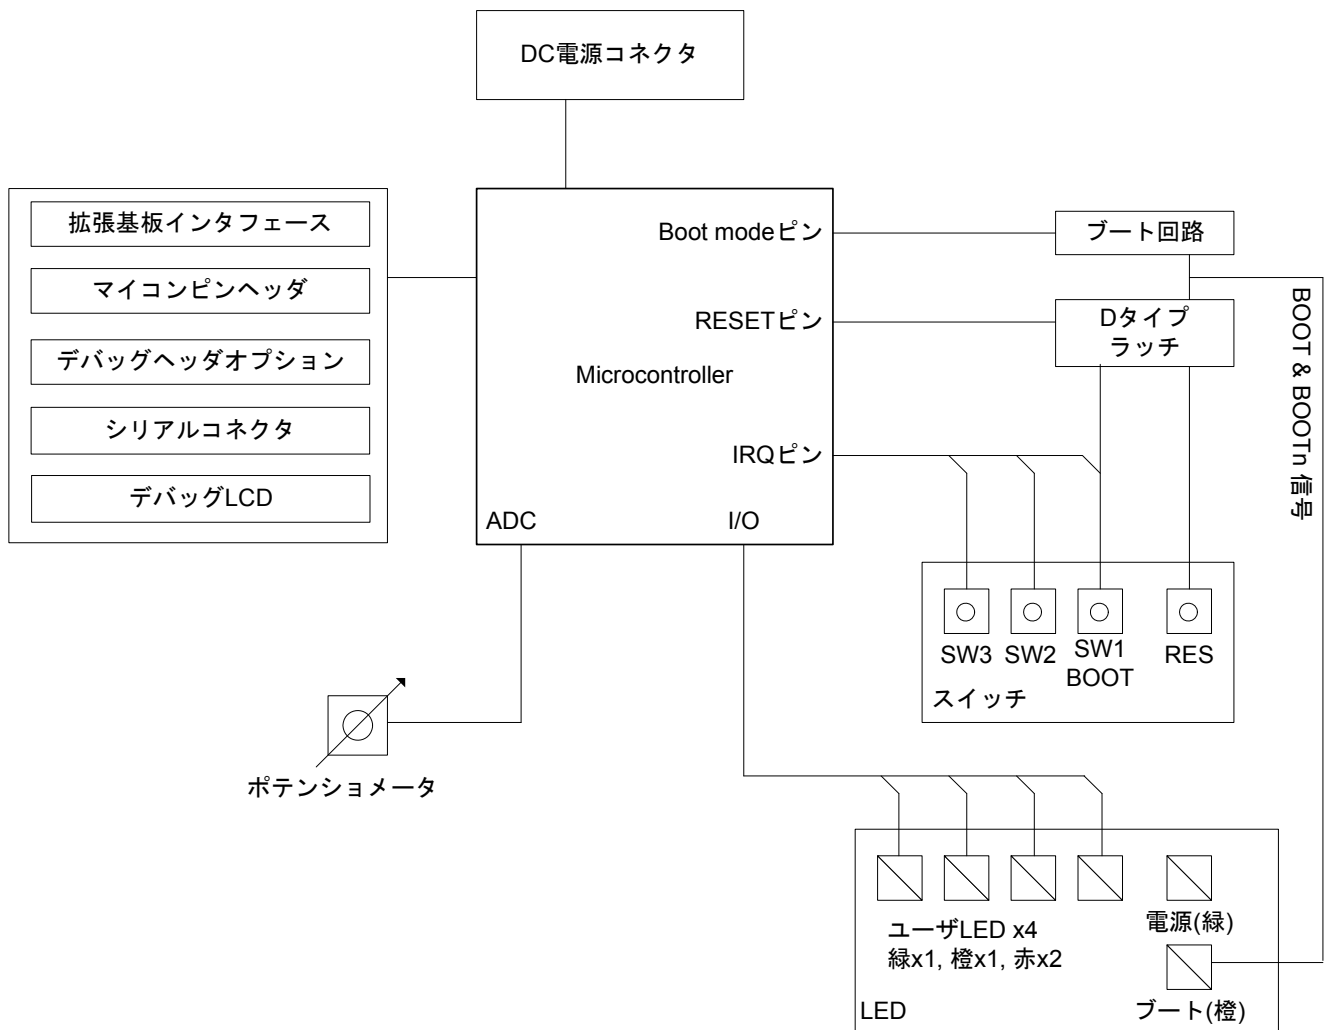 DC電源コネクタ
拡張基板インタフェース
マイコンピンヘッダ
デバッグヘッダオプション
シリアルコネクタ
デバッグLCD
Boot modeピン
RESETピン
Microcontroller
IRQピン
ADC
I/O
ブート回路
Dタイプ
ラッチ
BOOT & BOOTn 信号
SW3
SW2
SW1
BOOT
RES
スイッチ
ポテンショメータ
ユーザLED x4
緑x1, 橙x1, 赤x2
電源(緑)
ブート(橙)
LED